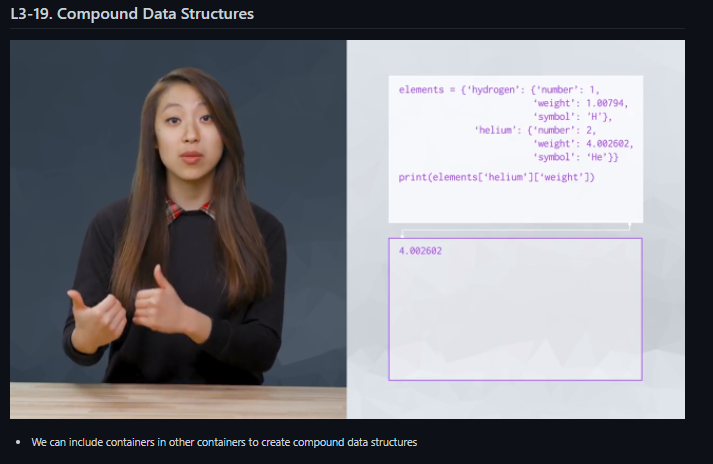 L3-19. Compound Data Structures
elements = {'hydrogen': {'number': 1,
'weight': 1.00794,
'symbol': 'H'},
'helium': {'number': 2,
'weight': 4.002602,
'symbol': 'He'}}
print(elements['helium']['weight'])
4.002602
We can include containers in other containers to create compound data structures